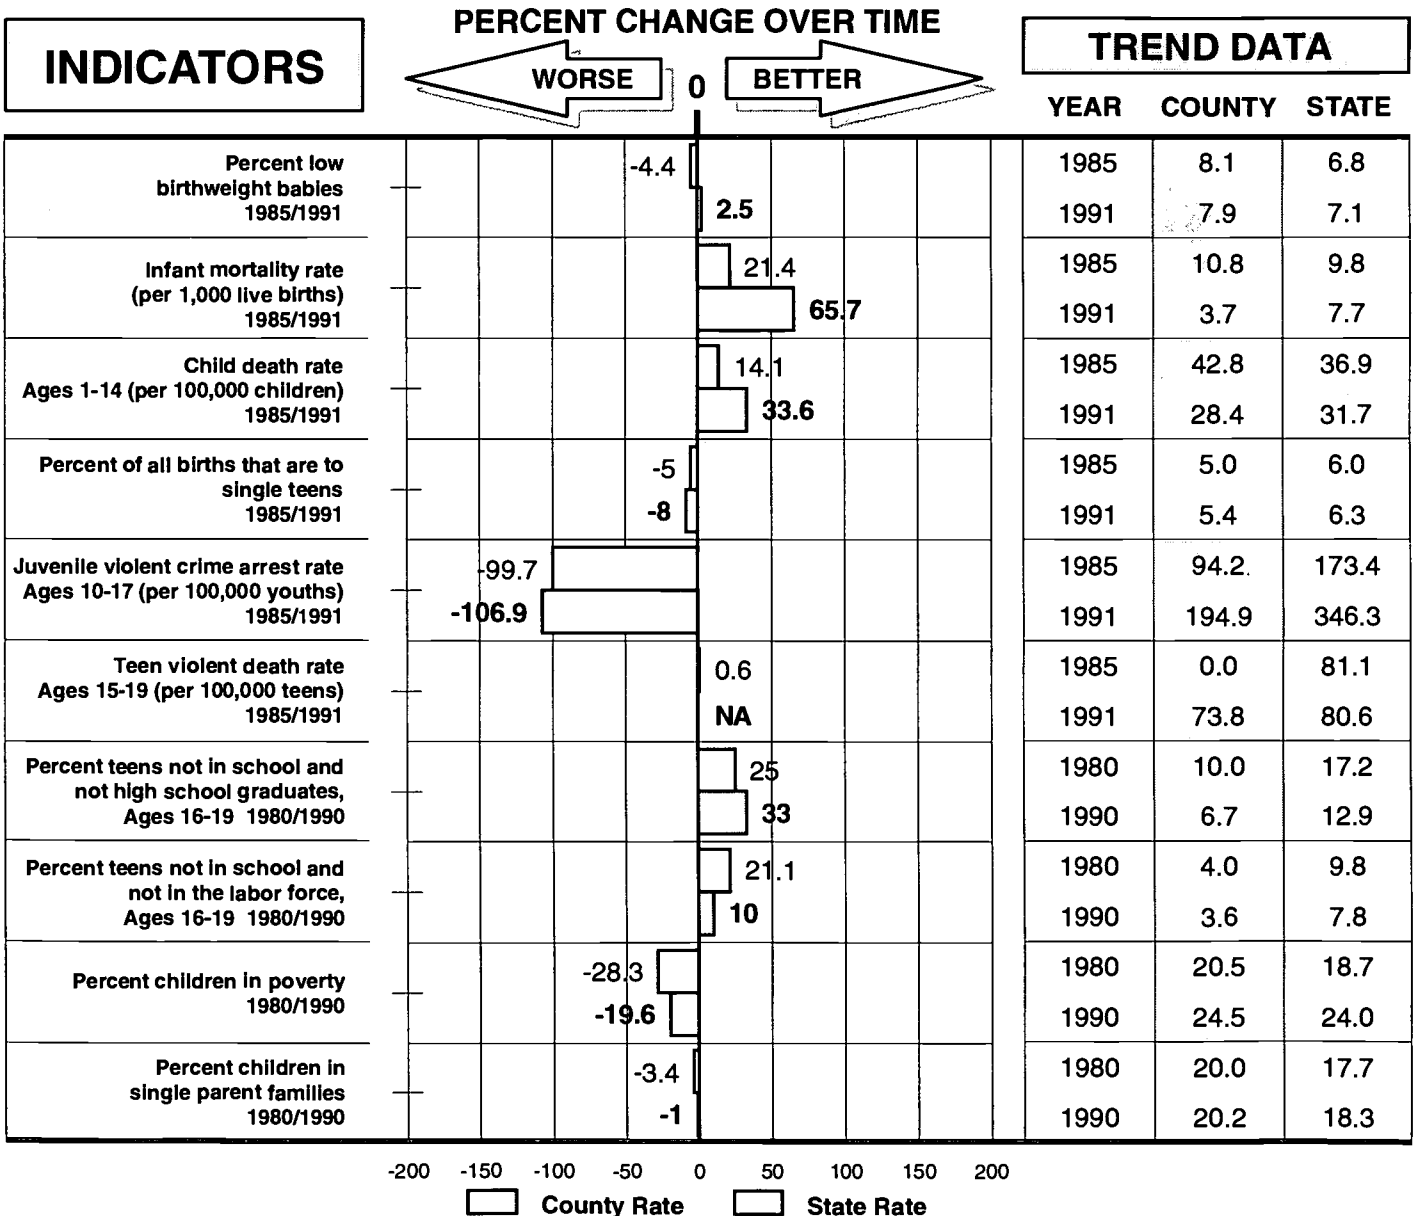 PERCENT CHANGE OVER TIME
INDICATORS
WORSE
0
BETTER
TREND DATA
YEAR COUNTY STATE
Percent low
birthweight babies
1985/1991
-4.4
2.5
1985 8.1 6.8
1991 7.9 7.1
Infant mortality rate
(per 1,000 live births)
1985/1991
21.4
65.7
1985 10.8 9.8
1991 3.7 7.7
Child death rate
Ages 1-14 (per 100,000 children)
1985/1991
14.1
33.6
1985 42.8 36.9
1991 28.4 31.7
Percent of all births that are to
single teens
1985/1991
-5
-8
1985 5.0 6.0
1991 5.4 6.3
Juvenile violent crime arrest rate
Ages 10-17 (per 100,000 youths)
1985/1991
-99.7
-106.9
1985 94.2 173.4
1991 194.9 346.3
Teen violent death rate
Ages 15-19 (per 100,000 teens)
1985/1991
0.6
NA
1985 0.0 81.1
1991 73.8 80.6
Percent teens not in school and
not high school graduates,
Ages 16-19 1980/1990
25
33
1980 10.0 17.2
1990 6.7 12.9
Percent teens not in school and
not in the labor force,
Ages 16-19 1980/1990
21.1
10
1980 4.0 9.8
1990 3.6 7.8
Percent children in poverty
1980/1990
-28.3
-19.6
1980 20.5 18.7
1990 24.5 24.0
Percent children in
single parent families
1980/1990
-3.4
-1
1980 20.0 17.7
1990 20.2 18.3
-200 -150 -100 -50 0 50 100 150 200
County Rate State Rate